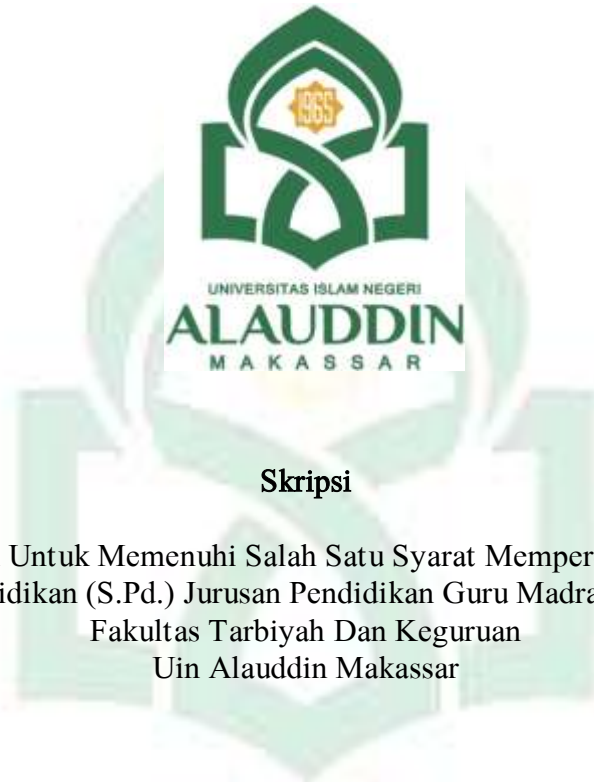 1965
UNIVERSITAS ISLAM NEGERI
ALAUDDIN
MAKASSAR
Skripsi
Untuk Memenuhi Salah Satu Syarat Memper
idikan (S.Pd.) Jurusan Pendidikan Guru Madra
Fakultas Tarbiyah Dan Keguruan
Uin Alauddin Makassar